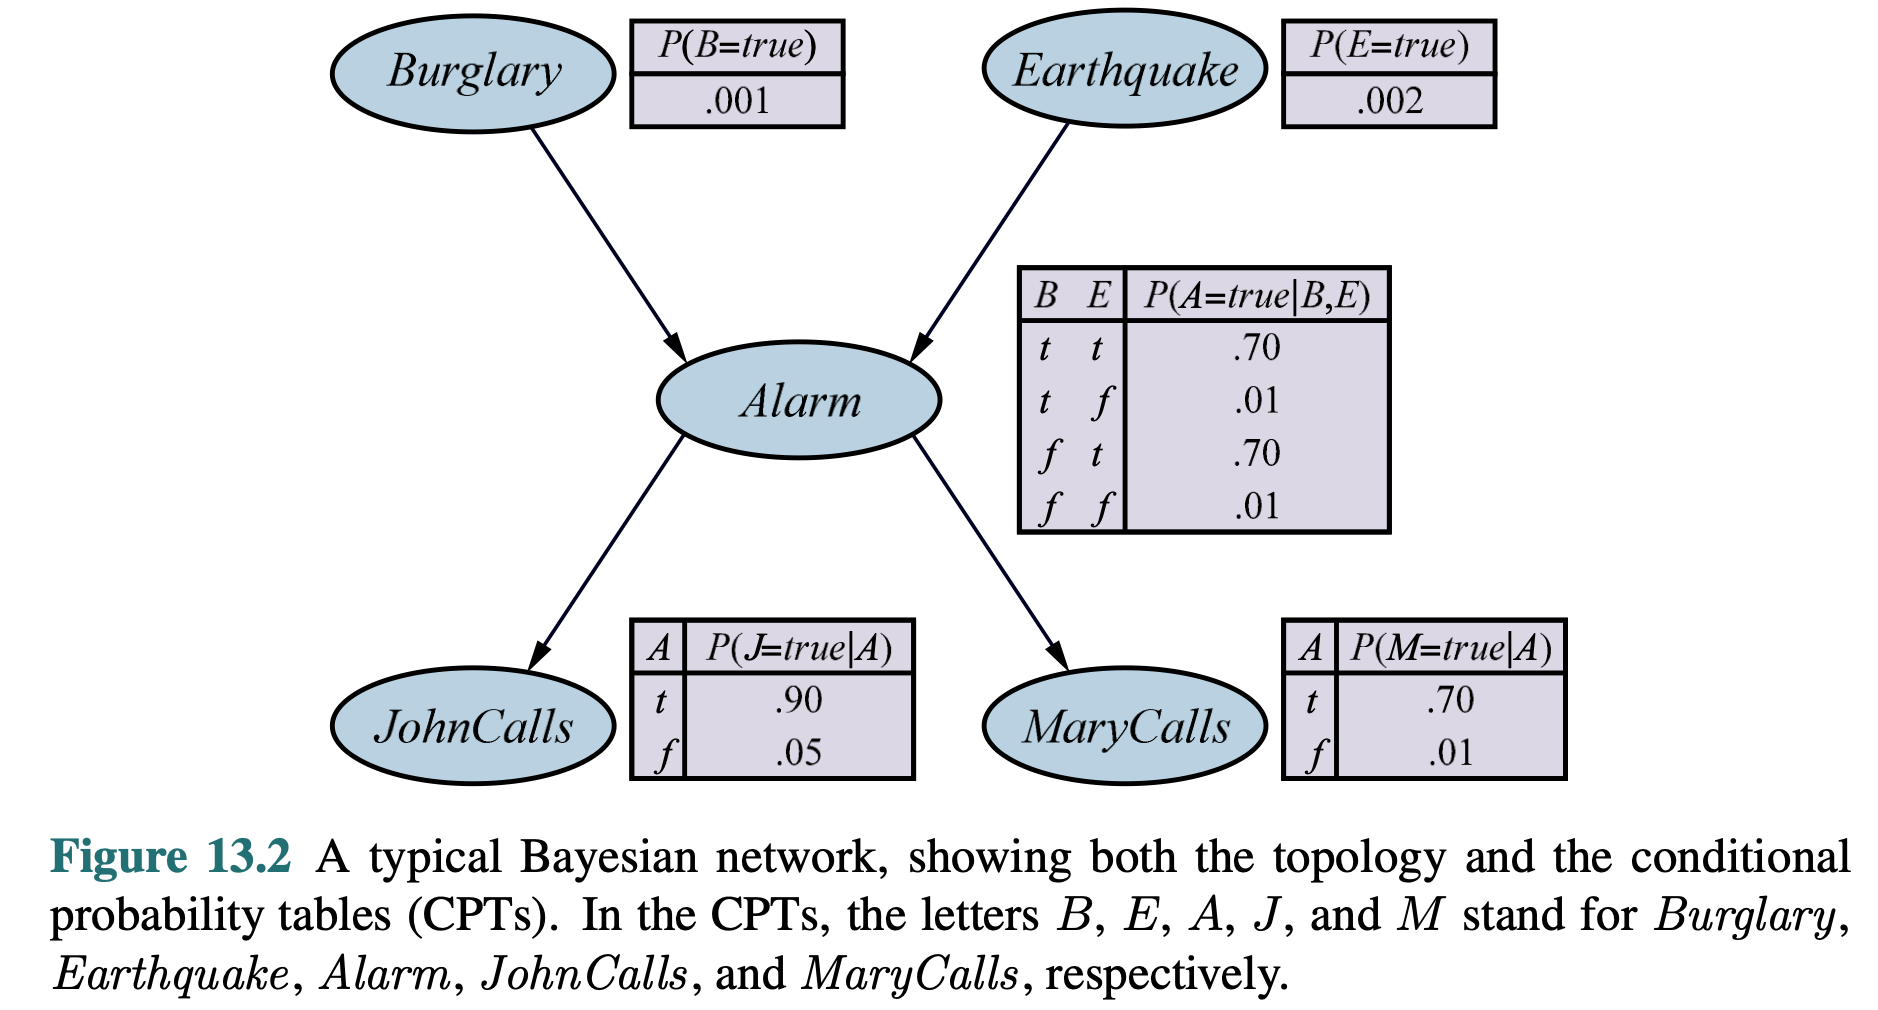 Burglary
P(B=true)
.001
Earthquake
P(E=true)
.002
B E P(A=true|B,E)
t t .70
t f .01
f t .70
f f .01
Alarm
JohnCalls
A P(J=true|A)
t .90
f .05
MaryCalls
A P(M=true|A)
t .70
f .01
Figure 13.2 A typical Bayesian network, showing both the topology and the conditional
probability tables (CPTs). In the CPTs, the letters B, E, A, J, and M stand for Burglary,
Earthquake, Alarm, JohnCalls, and MaryCalls, respectively.